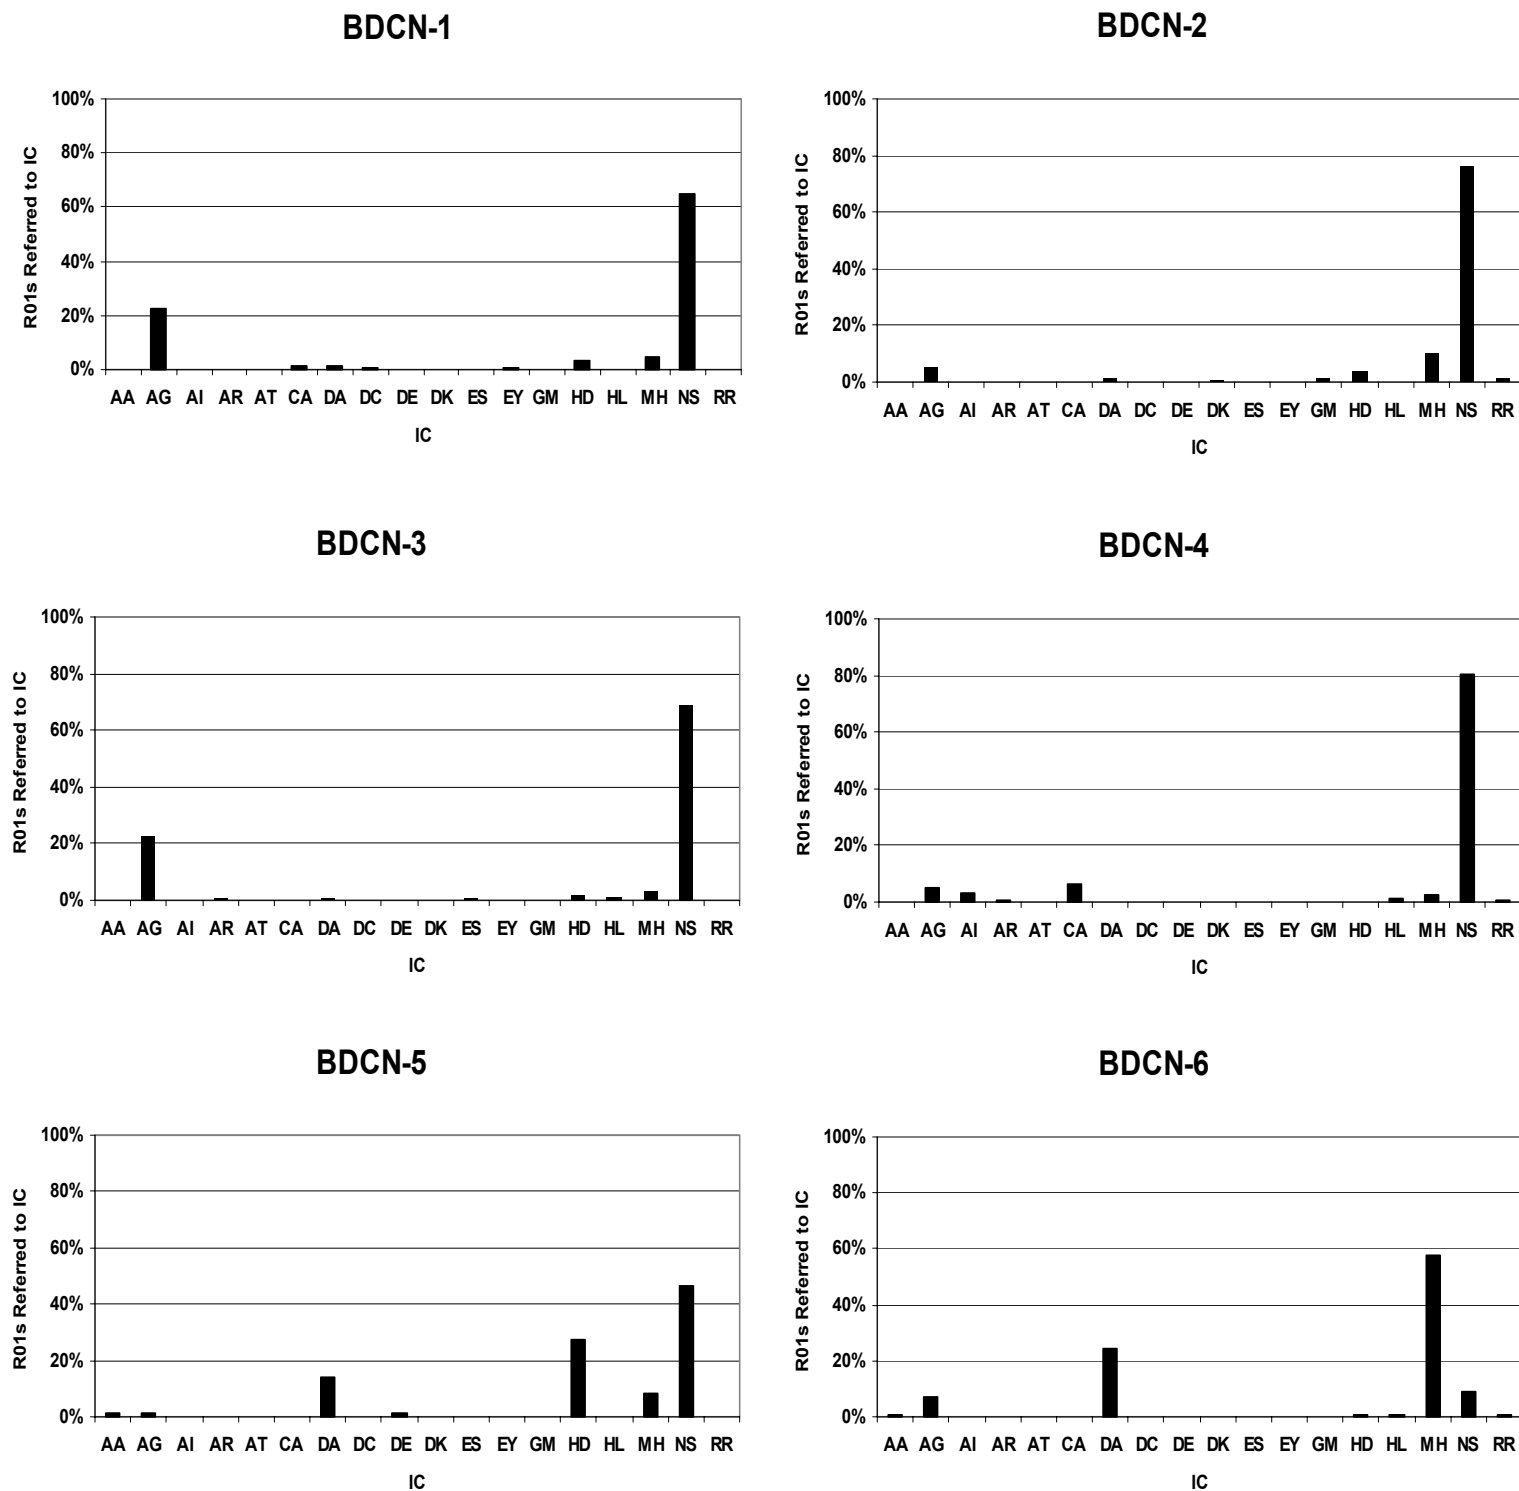 BDCN-1
100%
80%
60%
40%
20%
0%
R01s Referred to IC
AA AG AI AR AT CA DA DC DE DK ES EY GM HD HL MH NS RR
IC
BDCN-2
100%
80%
60%
40%
20%
0%
R01s Referred to IC
AA AG AI AR AT CA DA DC DE DK ES EY GM HD HL MH NS RR
IC
BDCN-3
100%
80%
60%
40%
20%
0%
R01s Referred to IC
AA AG AI AR AT CA DA DC DE DK ES EY GM HD HL MH NS RR
IC
BDCN-4
100%
80%
60%
40%
20%
0%
R01s Referred to IC
AA AG AI AR AT CA DA DC DE DK ES EY GM HD HL MH NS RR
IC
BDCN-5
100%
80%
60%
40%
20%
0%
R01s Referred to IC
AA AG AI AR AT CA DA DC DE DK ES EY GM HD HL MH NS RR
IC
BDCN-6
100%
80%
60%
40%
20%
0%
R01s Referred to IC
AA AG AI AR AT CA DA DC DE DK ES EY GM HD HL MH NS RR
IC